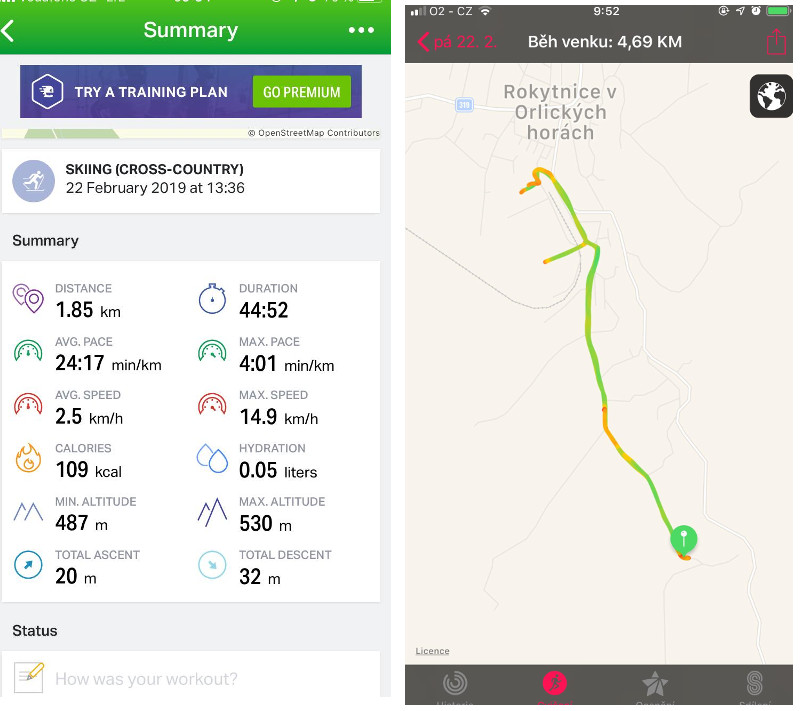 Summary
TRY A TRAINING PLAN
GO PREMIUM
© OpenStreetMap Contributors
SKIING (CROSS-COUNTRY)
22 February 2019 at 13:36
Summary
DISTANCE
1.85 km
DURATION
44:52
AVG. PACE
24:17 min/km
MAX. PACE
4:01 min/km
AVG. SPEED
2.5 km/h
MAX. SPEED
14.9 km/h
CALORIES
109 kcal
HYDRATION
0.05 liters
MIN. ALTITUDE
487 m
MAX. ALTITUDE
530 m
TOTAL ASCENT
20 m
TOTAL DESCENT
32 m
Status
How was your workout?
O2 - CZ
9:52
pá 22. 2.
Běh venku: 4,69 KM
Rokytnice v
Orlických
horách
319
Licence